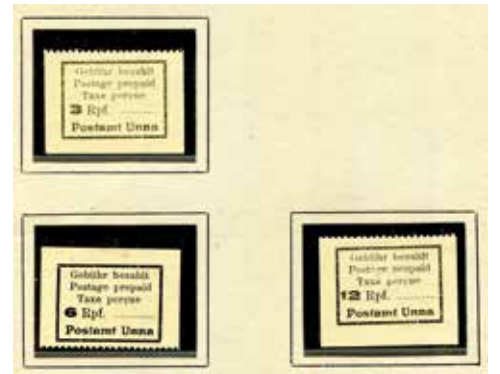 Gebühr bezahlt
Postage prepaid
Taxe perçue
3 Rpf. ............
Postamt Unna
Gebühr bezahlt
Postage prepaid
Taxe perçue
6 Rpf. ............
Postamt Unna
Gebühr bezahlt
Postage prepaid
Taxe perçue
12 Rpf. ............
Postamt Unna